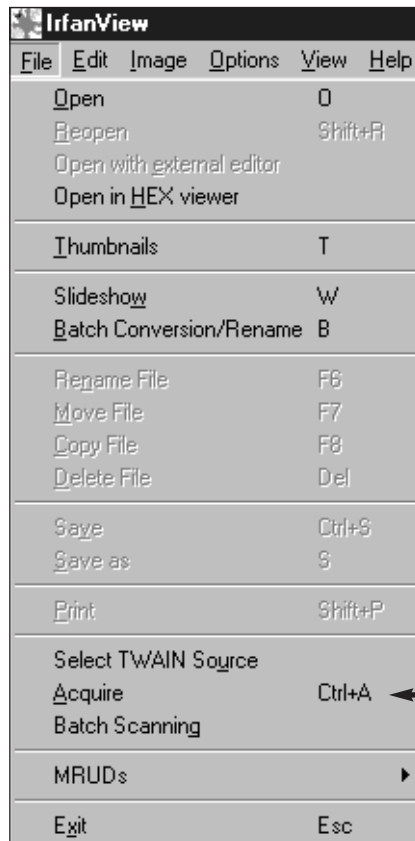 IrfanView
File Edit Image Options View Help
Open O
Reopen Shift+R
Open with external editor
Open in HEX viewer
Thumbnails T
Slideshow W
Batch Conversion/Rename B
Rename File F6
Move File F7
Copy File F8
Delete File Del
Save Ctrl+S
Save as S
Print Shift+P
Select TWAIN Source
Acquire Ctrl+A
Batch Scanning
MRUDs
Exit Esc